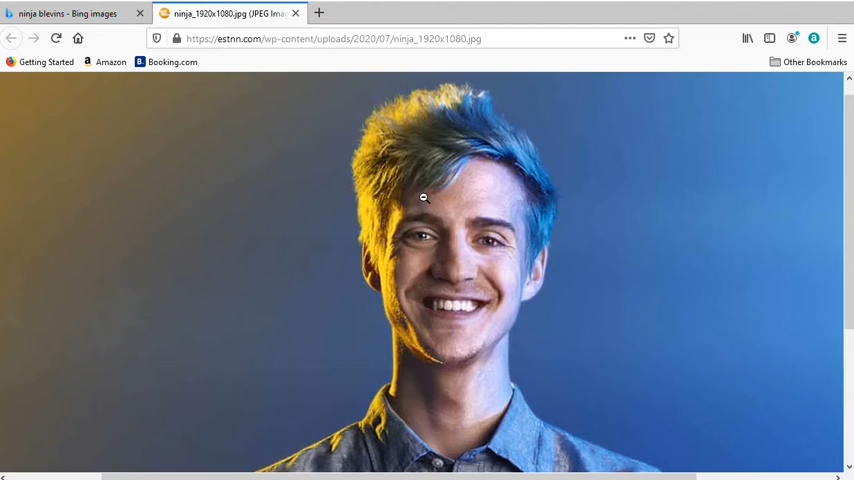 ninja blevins - Bing images
ninja_1920x1080.jpg (JPEG Ima
https://estnn.com/wp-content/uploads/2020/07/ninja_1920x1080.jpg
Getting Started
a Amazon
B. Booking.com
Other Bookmarks